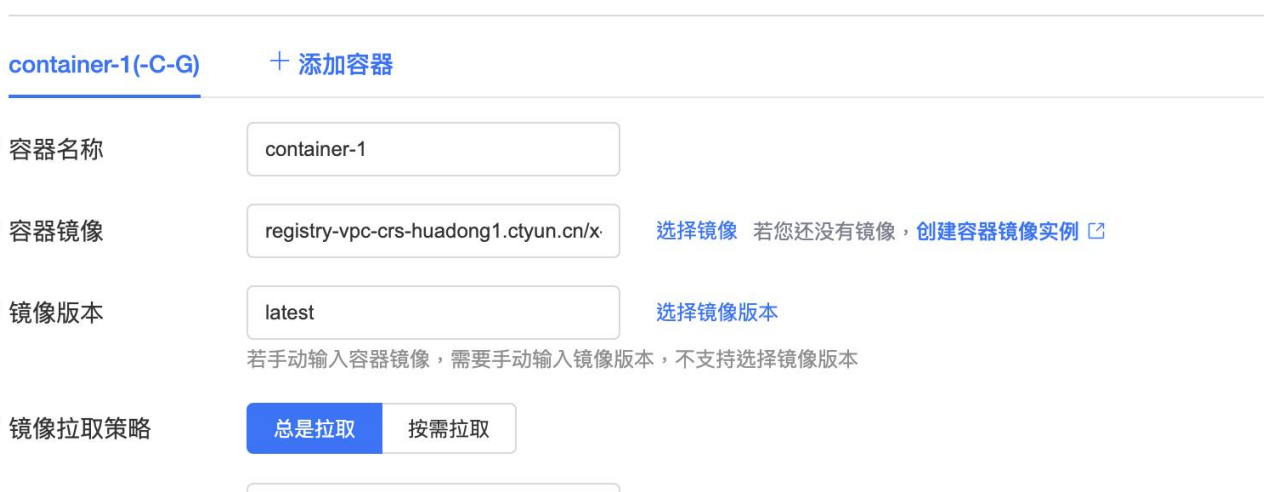 container-1(-C-G) + 添加容器
容器名称 container-1
容器镜像 registry-vpc-crs-huadong1.ctyun.cn/x- 选择镜像 若您还没有镜像，创建容器镜像实例
镜像版本 latest 选择镜像版本
若手动输入容器镜像，需要手动输入镜像版本，不支持选择镜像版本
镜像拉取策略 总是拉取 按需拉取